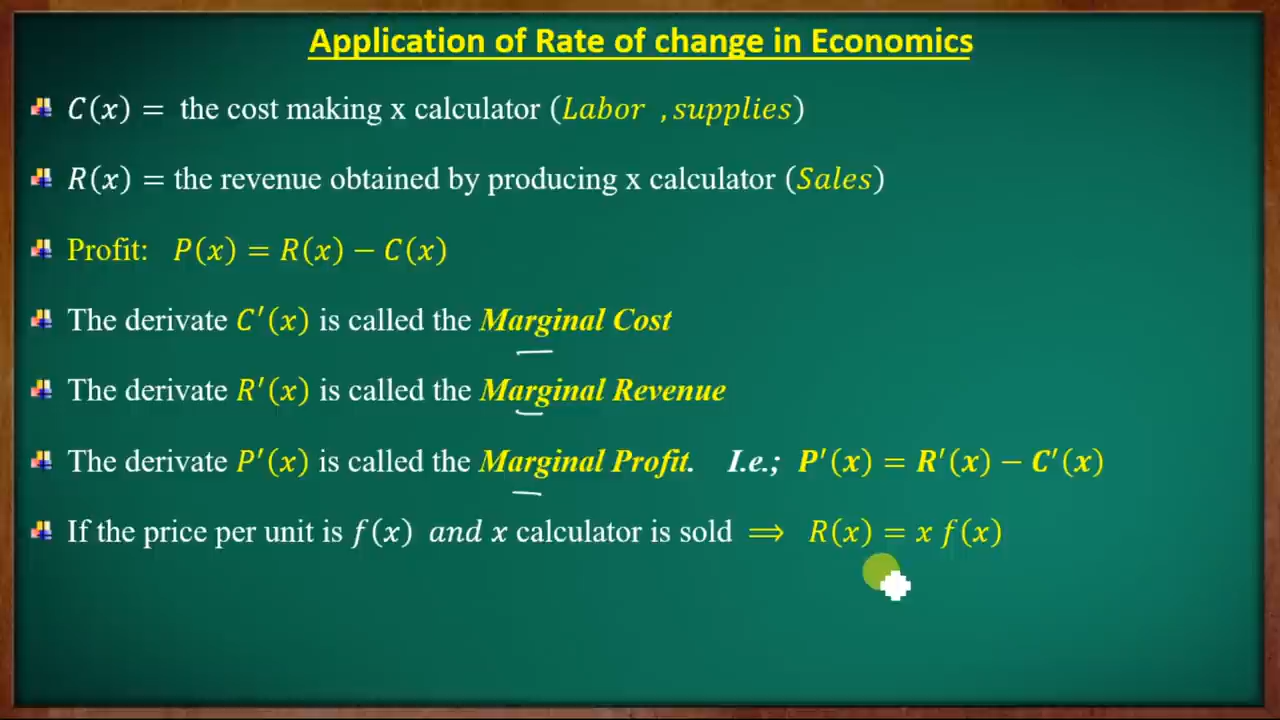 Application of Rate of change in Economics
C(x) = the cost making x calculator (Labor ,supplies)
R(x) = the revenue obtained by producing x calculator (Sales)
Profit: P(x) = R(x) − C(x)
The derivate C′(x) is called the Marginal Cost
The derivate R′(x) is called the Marginal Revenue
The derivate P′(x) is called the Marginal Profit. I.e.; P′(x) = R′(x) − C′(x)
If the price per unit is f(x) and x calculator is sold ⟹ R(x) = x f(x)